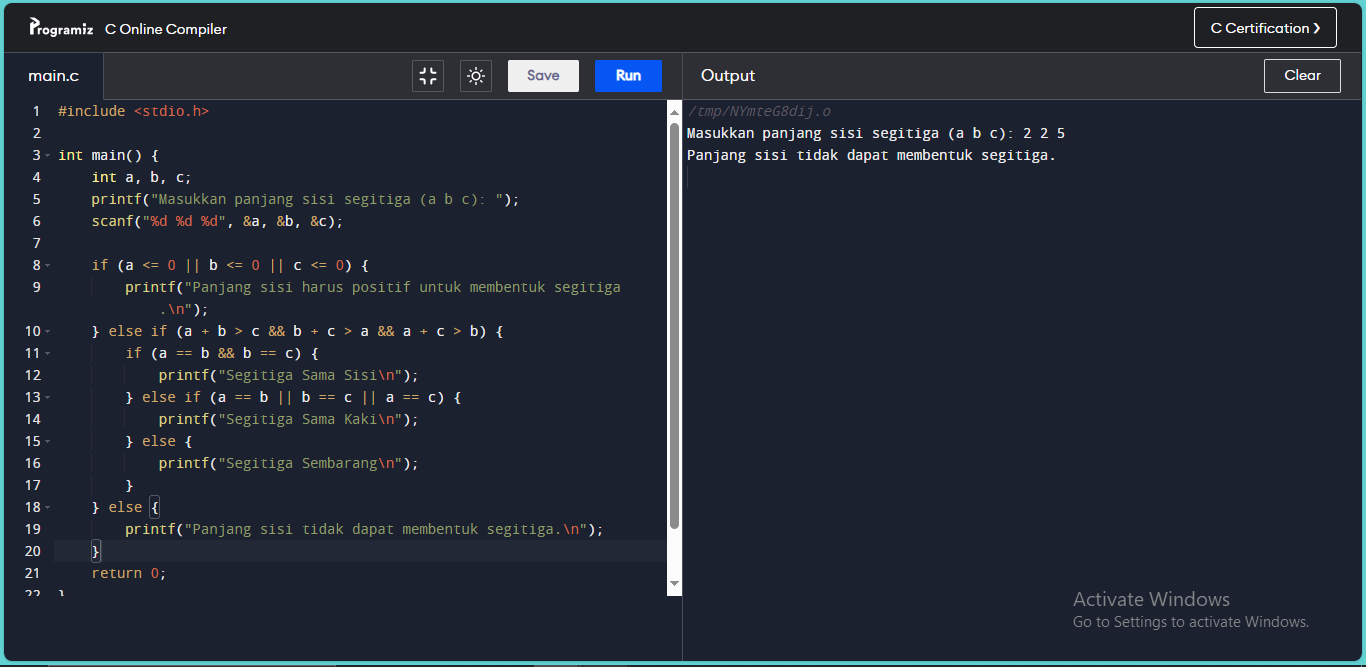 Programiz C Online Compiler
C Certification >
main.c
Save
Run
Output
Clear
1 #include <stdio.h>
2
3 int main() {
4 int a, b, c;
5 printf("Masukkan panjang sisi segitiga (a b c): ");
6 scanf("%d %d %d", &a, &b, &c);
7
8 if (a <= 0 || b <= 0 || c <= 0) {
9 printf("Panjang sisi harus positif untuk membentuk segitiga
.\n");
10 } else if (a + b > c && b + c > a && a + c > b) {
11 if (a == b && b == c) {
12 printf("Segitiga Sama Sisi\n");
13 } else if (a == b || b == c || a == c) {
14 printf("Segitiga Sama Kaki\n");
15 } else {
16 printf("Segitiga Sembarang\n");
17 }
18 } else {
19 printf("Panjang sisi tidak dapat membentuk segitiga.\n");
20 }
21 return 0;
22 }
/tmp/NYmteG8dij.o
Masukkan panjang sisi segitiga (a b c): 2 2 5
Panjang sisi tidak dapat membentuk segitiga.
Activate Windows
Go to Settings to activate Windows.